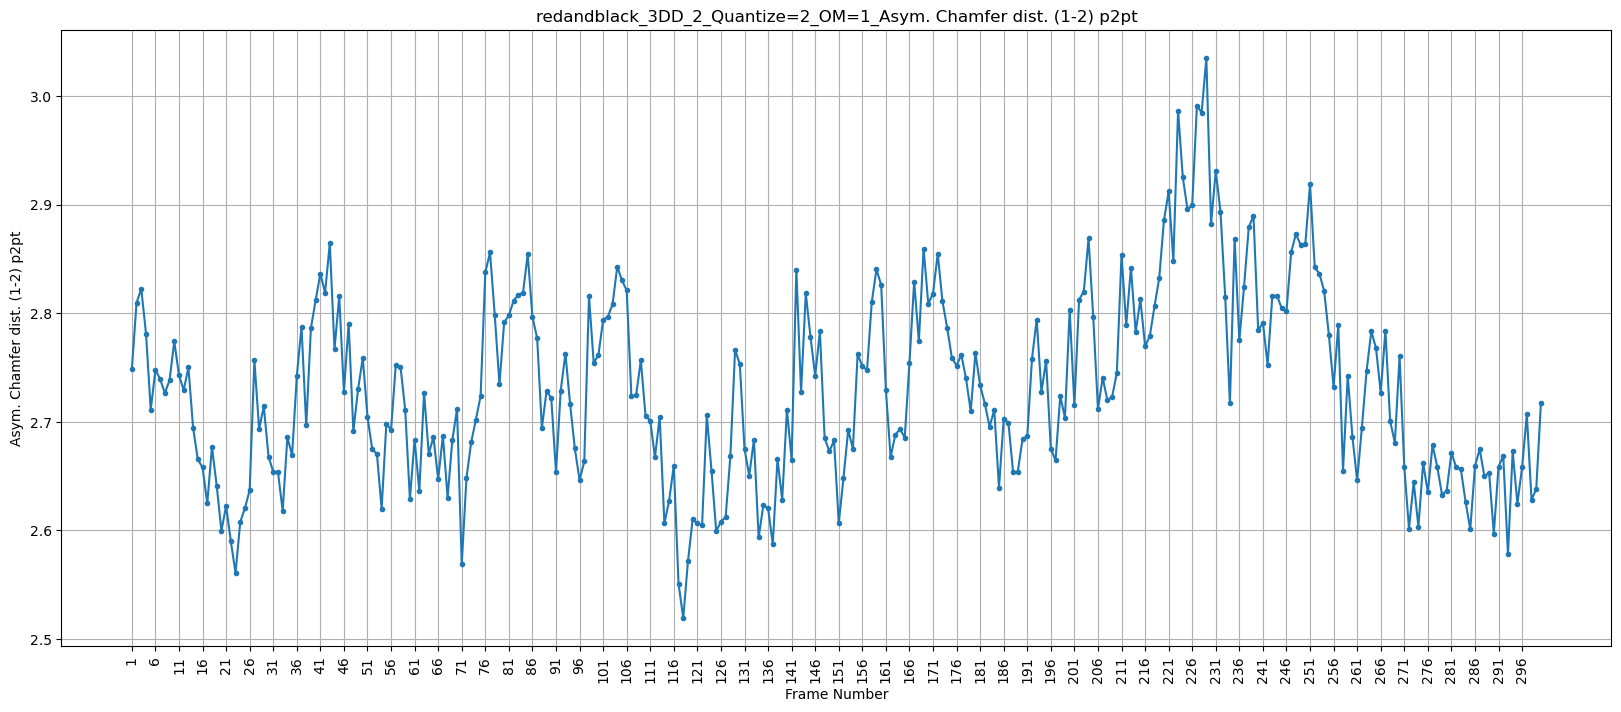 redandblack_3DD_2_Quantize=2_OM=1_Asym. Chamfer dist. (1-2) p2pt
Asym. Chamfer dist. (1-2) p2pt
3.0
2.9
2.8
2.7
2.6
2.5
1 6 11 16 21 26 31 36 41 46 51 56 61 66 71 76 81 86 91 96 101 106 111 116 121 126 131 136 141 146 151 156 161 166 171 176 181 186 191 196 201 206 211 216 221 226 231 236 241 246 251 256 261 266 271 276 281 286 291 296
Frame Number